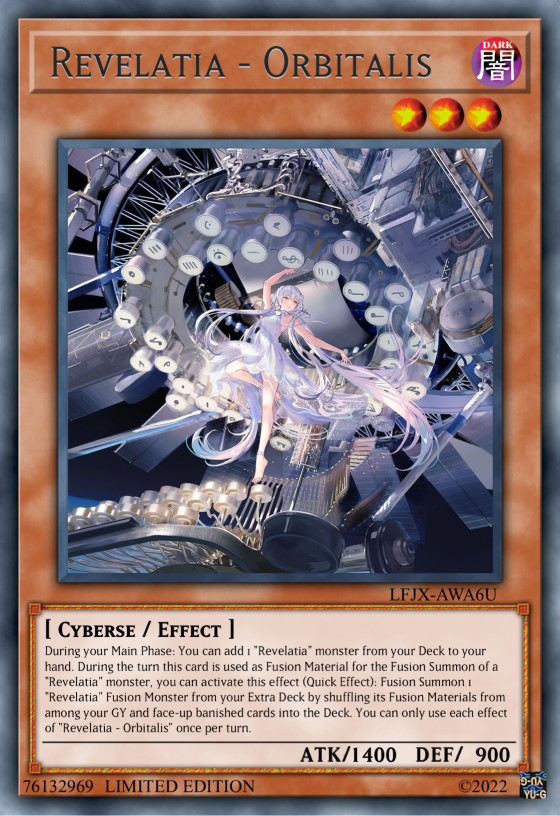 Revelatia - Orbitalis
DARK
闇
LFJX-AWA6U
[ Cyberse / Effect ]
During your Main Phase: You can add 1 "Revelatia" monster from your Deck to your
hand. During the turn this card is used as Fusion Material for the Fusion Summon of a
"Revelatia" monster, you can activate this effect (Quick Effect): Fusion Summon 1
"Revelatia" Fusion Monster from your Extra Deck by shuffling its Fusion Materials from
among your GY and face-up banished cards into the Deck. You can only use each effect
of "Revelatia - Orbitalis" once per turn.
ATK/1400 DEF/ 900
76132969 LIMITED EDITION ©2022
YU-G